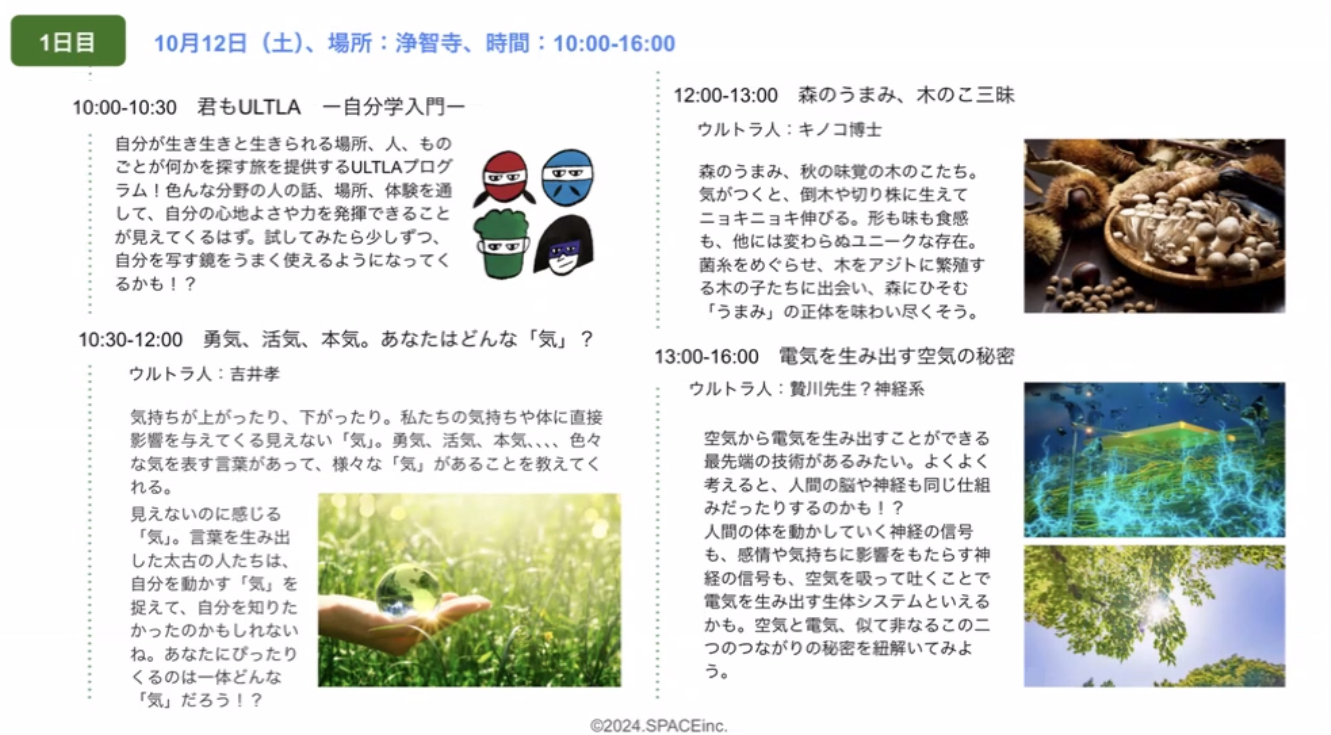 1日目
10月12日（土）、場所：浄智寺、時間：10:00-16:00
10:00-10:30　君もULTLA　ー自分学入門ー
自分が生き生きと生きられる場所、人、もの
ごとが何かを探す旅を提供するULTLAプログ
ラム！色んな分野の人の話、場所、体験を通
して、自分の心地よさや力を発揮できること
が見えてくるはず。試してみたら少しずつ、
自分を写す鏡をうまく使えるようになってく
るかも！？
10:30-12:00　勇気、活気、本気。あなたはどんな「気」？
ウルトラ人：吉井孝
気持ちが上がったり、下がったり。私たちの気持ちや体に直接
影響を与えてくる見えない「気」。勇気、活気、本気、、、、色々
な気を表す言葉があって、様々な「気」があることを教えてく
れる。
見えないのに感じる
「気」。言葉を生み出
した太古の人たちは、
自分を動かす「気」を
捉えて、自分を知りた
かったのかもしれない
ね。あなたにぴったり
くるのは一体どんな
「気」だろう！？
12:00-13:00　森のうまみ、木のこ三昧
ウルトラ人：キノコ博士
森のうまみ、秋の味覚の木のこたち。
気がつくと、倒木や切り株に生えて
ニョキニョキ伸びる。形も味も食感
も、他には変わらぬユニークな存在。
菌糸をめぐらせ、木をアジトに繁殖す
る木の子たちに出会い、森にひそむ
「うまみ」の正体を味わい尽くそう。
13:00-16:00　電気を生み出す空気の秘密
ウルトラ人：贄川先生？神経系
空気から電気を生み出すことができる
最先端の技術があるみたい。よくよく
考えると、人間の脳や神経も同じ仕組
みだったりするのかも！？
人間の体を動かしていく神経の信号
も、感情や気持ちに影響をもたらす神
経の信号も、空気を吸って吐くことで
電気を生み出す生体システムといえる
かも。空気と電気、似て非なるこの二
つのつながりの秘密を紐解いてみよ
う。
©2024.SPACEinc.